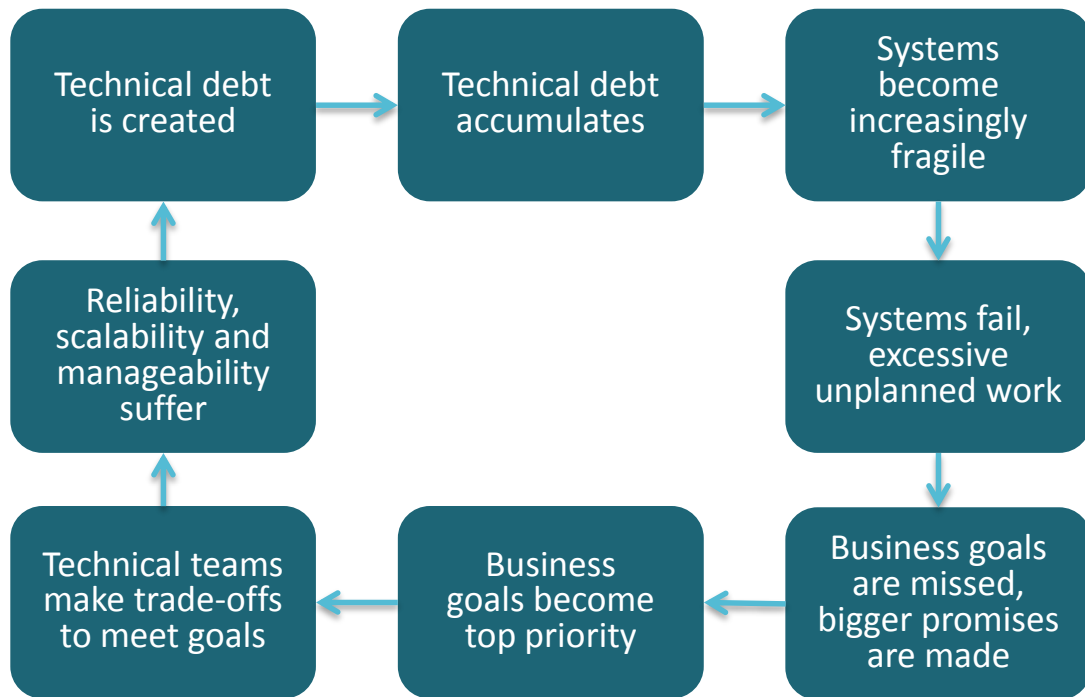 Technical debt
is created
Technical debt
accumulates
Systems
become
increasingly
fragile
Systems fail,
excessive
unplanned work
Business goals
are missed,
bigger promises
are made
Business
goals become
top priority
Technical teams
make trade-offs
to meet goals
Reliability,
scalability and
manageability
suffer